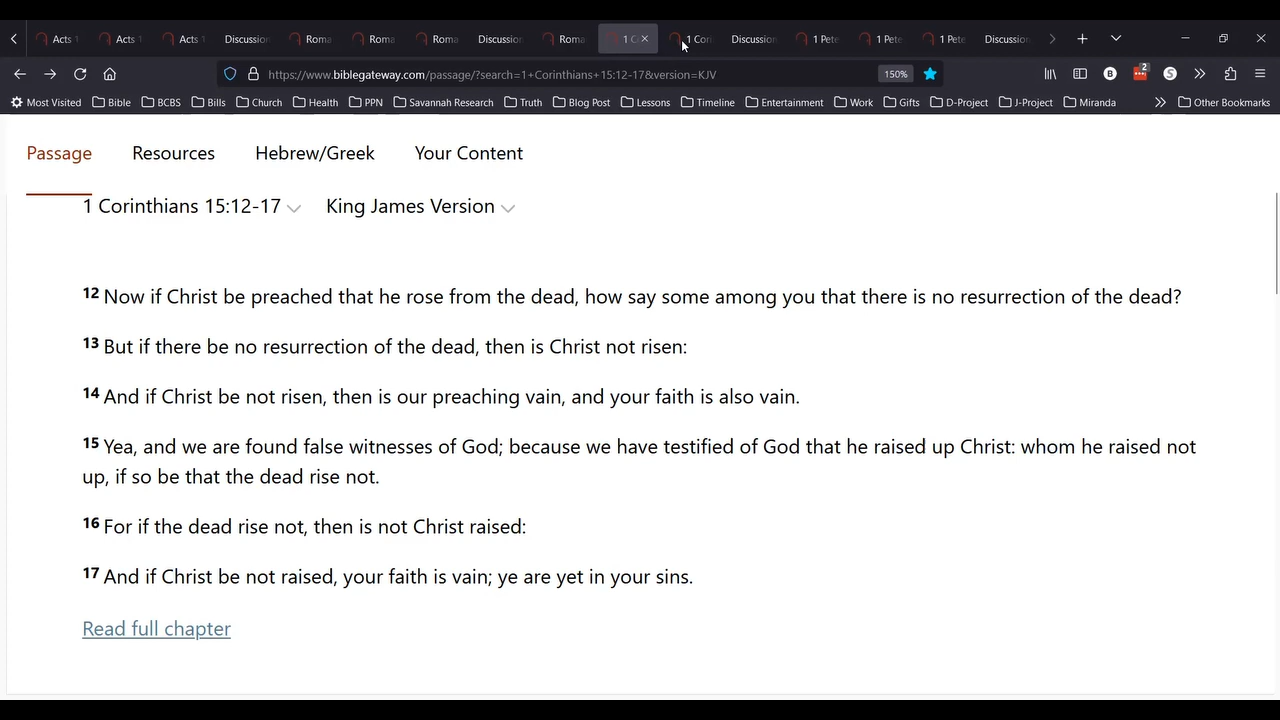 Acts 1
Acts 1
Acts 1
Discussion
Roma
Roma
Roma
Discussion
Roma
1 Co
1 Cori
Discussion
1 Pete
1 Pete
1 Pete
Discussion
https://www.biblegateway.com/passage/?search=1+Corinthians+15:12-17&version=KJV
150%
B
2
S
Most Visited
Bible
BCBS
Bills
Church
Health
PPN
Savannah Research
Truth
Blog Post
Lessons
Timeline
Entertainment
Work
Gifts
D-Project
J-Project
Miranda
Other Bookmarks
Passage
Resources
Hebrew/Greek
Your Content
1 Corinthians 15:12-17
King James Version
12 Now if Christ be preached that he rose from the dead, how say some among you that there is no resurrection of the dead?
13 But if there be no resurrection of the dead, then is Christ not risen:
14 And if Christ be not risen, then is our preaching vain, and your faith is also vain.
15 Yea, and we are found false witnesses of God; because we have testified of God that he raised up Christ: whom he raised not
up, if so be that the dead rise not.
16 For if the dead rise not, then is not Christ raised:
17 And if Christ be not raised, your faith is vain; ye are yet in your sins.
Read full chapter